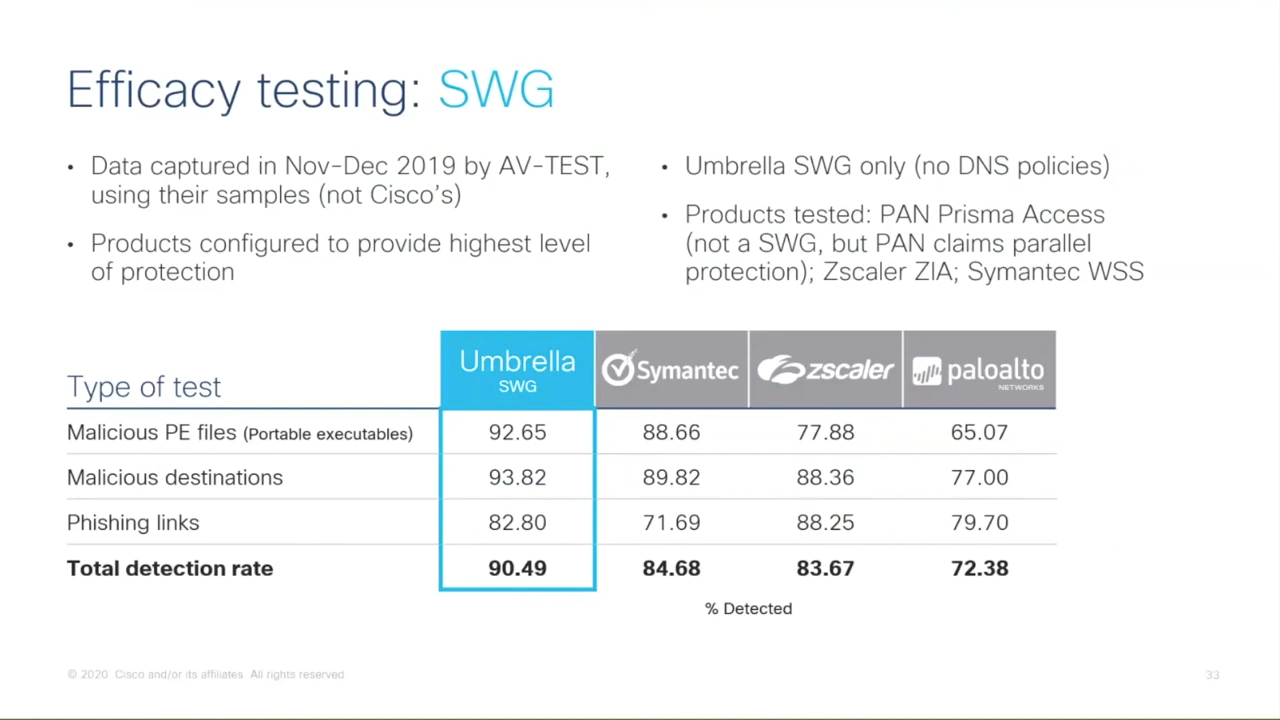 Efficacy testing: SWG
• Data captured in Nov-Dec 2019 by AV-TEST,
using their samples (not Cisco's)
• Products configured to provide highest level
of protection
• Umbrella SWG only (no DNS policies)
• Products tested: PAN Prisma Access
(not a SWG, but PAN claims parallel
protection); Zscaler ZIA; Symantec WSS
Type of test Umbrella SWG Symantec zscaler paloalto NETWORKS
Malicious PE files (Portable executables) 92.65 88.66 77.88 65.07
Malicious destinations 93.82 89.82 88.36 77.00
Phishing links 82.80 71.69 88.25 79.70
Total detection rate 90.49 84.68 83.67 72.38
% Detected
© 2020 Cisco and/or its affiliates. All rights reserved. 33